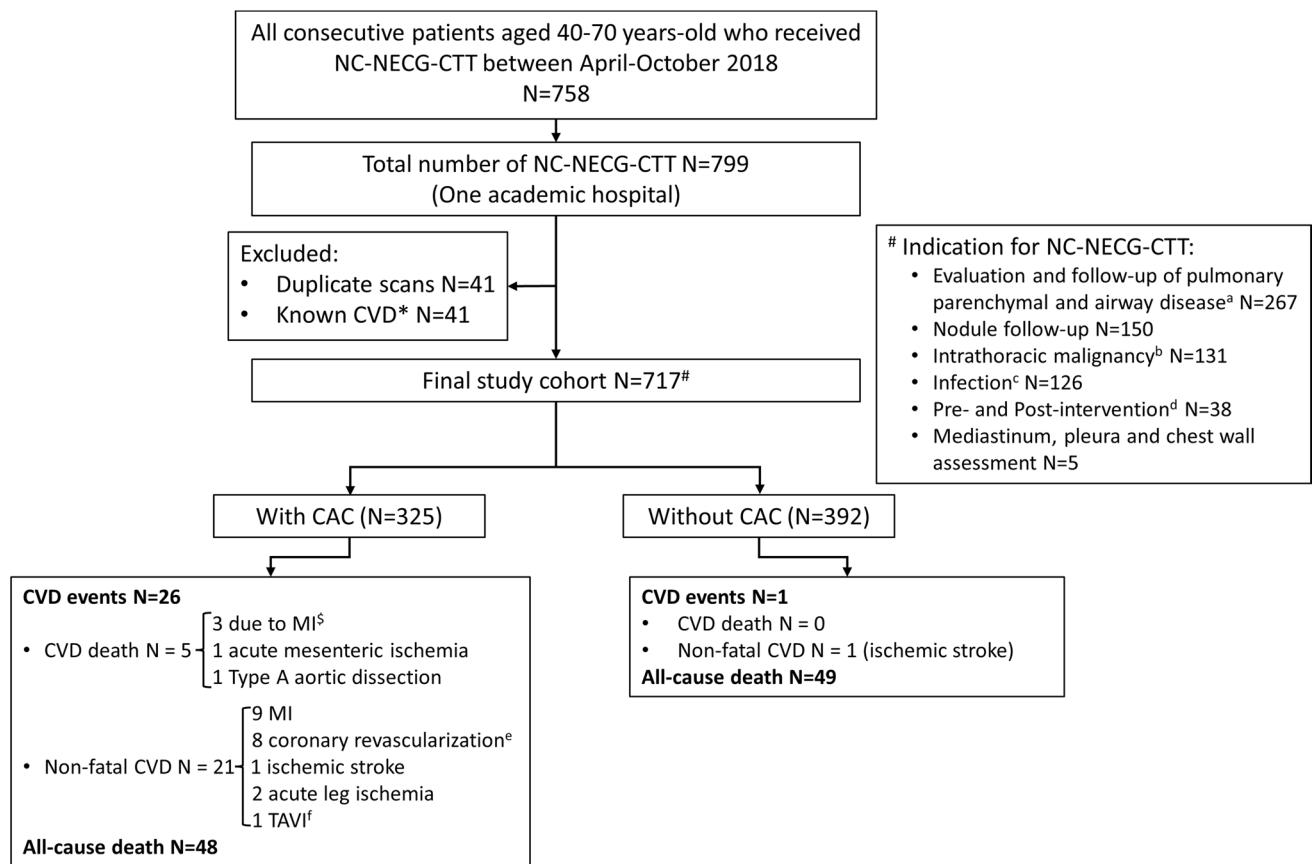 All consecutive patients aged 40-70 years-old who received
NC-NECG-CTT between April-October 2018
N=758
Total number of NC-NECG-CTT N=799
(One academic hospital)
Excluded:
• Duplicate scans N=41
• Known CVD* N=41
# Indication for NC-NECG-CTT:
• Evaluation and follow-up of pulmonary
parenchymal and airway diseaseᵃ N=267
• Nodule follow-up N=150
• Intrathoracic malignancyᵇ N=131
• Infectionᶜ N=126
• Pre- and Post-interventionᵈ N=38
• Mediastinum, pleura and chest wall
assessment N=5
Final study cohort N=717#
With CAC (N=325)
Without CAC (N=392)
CVD events N=26
• CVD death N = 5
3 due to MI$
1 acute mesenteric ischemia
1 Type A aortic dissection
• Non-fatal CVD N = 21
9 MI
8 coronary revascularizationᵉ
1 ischemic stroke
2 acute leg ischemia
1 TAVIᶠ
All-cause death N=48
CVD events N=1
• CVD death N = 0
• Non-fatal CVD N = 1 (ischemic stroke)
All-cause death N=49